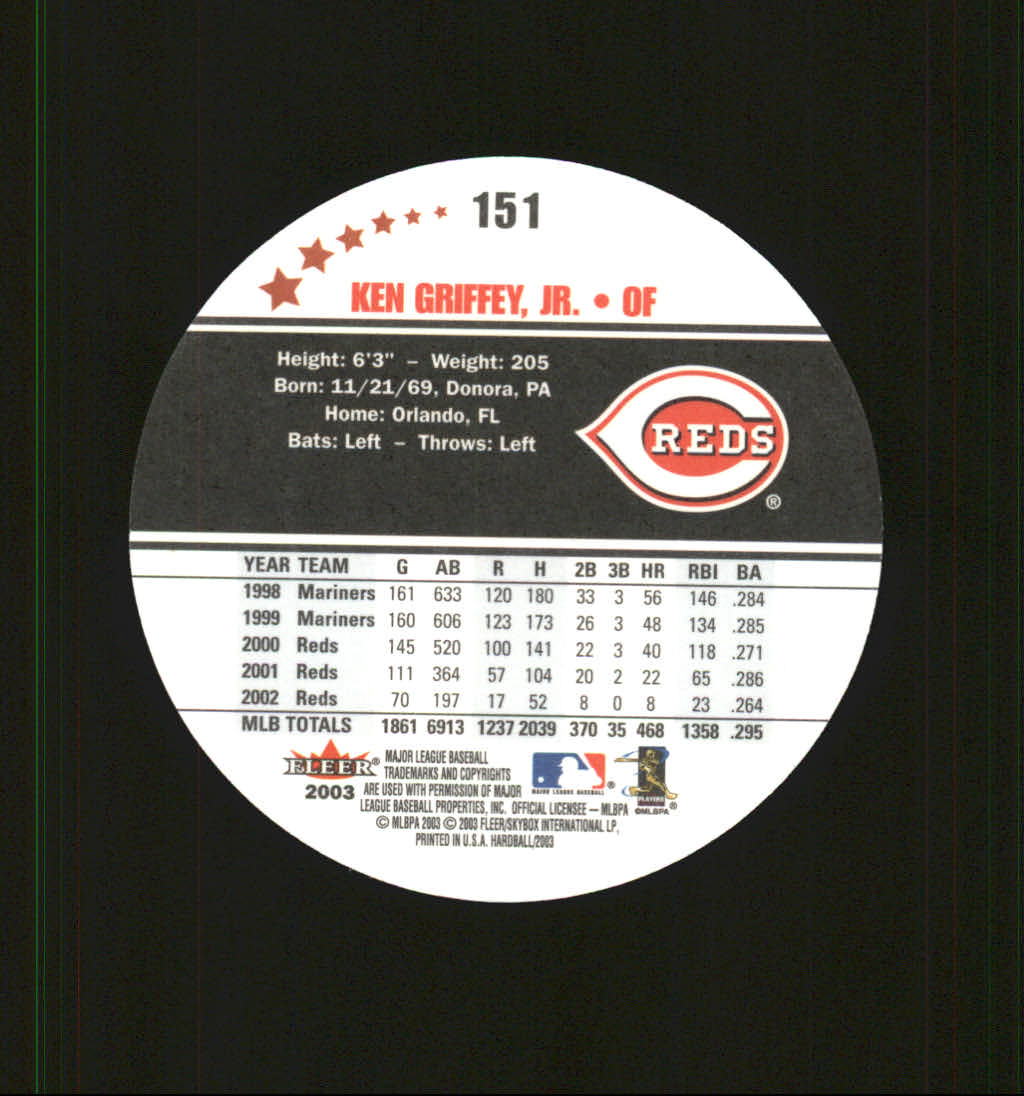 151
KEN GRIFFEY, JR. • OF
Height: 6'3" – Weight: 205
Born: 11/21/69, Donora, PA
Home: Orlando, FL
Bats: Left – Throws: Left
REDS
®
YEAR TEAM G AB R H 2B 3B HR RBI BA
1998 Mariners 161 633 120 180 33 3 56 146 .284
1999 Mariners 160 606 123 173 26 3 48 134 .285
2000 Reds 145 520 100 141 22 3 40 118 .271
2001 Reds 111 364 57 104 20 2 22 65 .286
2002 Reds 70 197 17 52 8 0 8 23 .264
MLB TOTALS 1861 6913 1237 2039 370 35 468 1358 .295
FLEER®
2003
MAJOR LEAGUE BASEBALL
TRADEMARKS AND COPYRIGHTS
ARE USED WITH PERMISSION OF MAJOR
LEAGUE BASEBALL PROPERTIES, INC. OFFICIAL LICENSEE – MLBPA
© MLBPA 2003 © 2003 FLEER/SKYBOX INTERNATIONAL LP,
PRINTED IN U.S.A. HARDBALL/2003
MAJOR LEAGUE BASEBALL ®
PLAYERS
©MLBPA ®